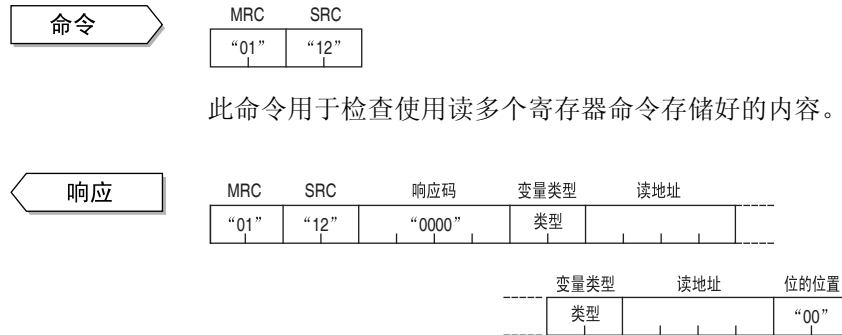 命令
MRC SRC
“01” “12”
此命令用于检查使用读多个寄存器命令存储好的内容。
响应
MRC SRC 响应码 变量类型 读地址
“01” “12” “0000” 类型
变量类型 读地址 位的位置
类型 “00”